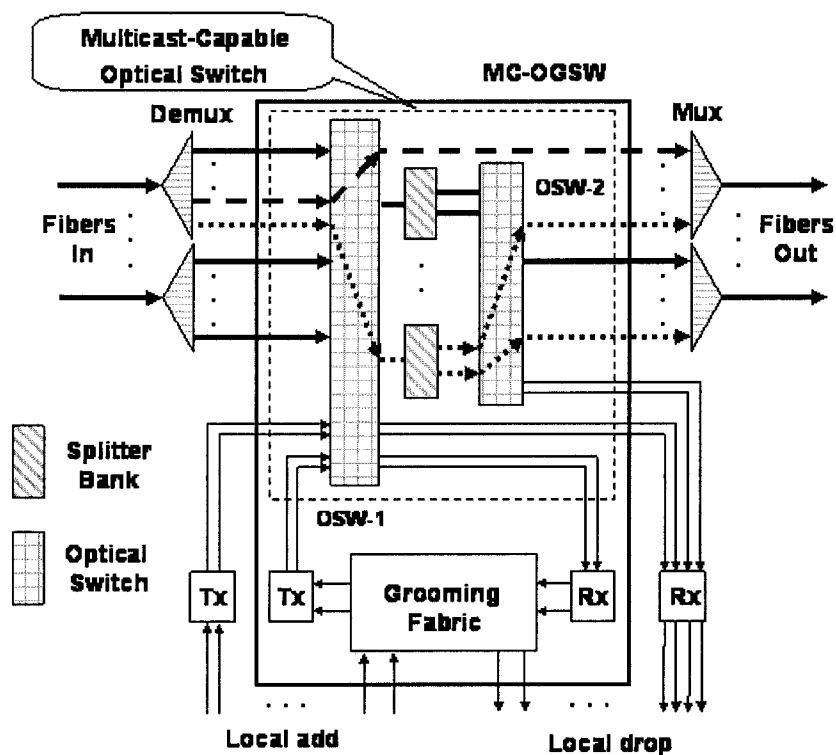 Multicast-Capable
Optical Switch
MC-OGSW
Demux
Mux
OSW-2
Fibers
In
Fibers
Out
Splitter
Bank
OSW-1
Optical
Switch
Tx
Tx
Grooming
Fabric
Rx
Rx
Local add
Local drop